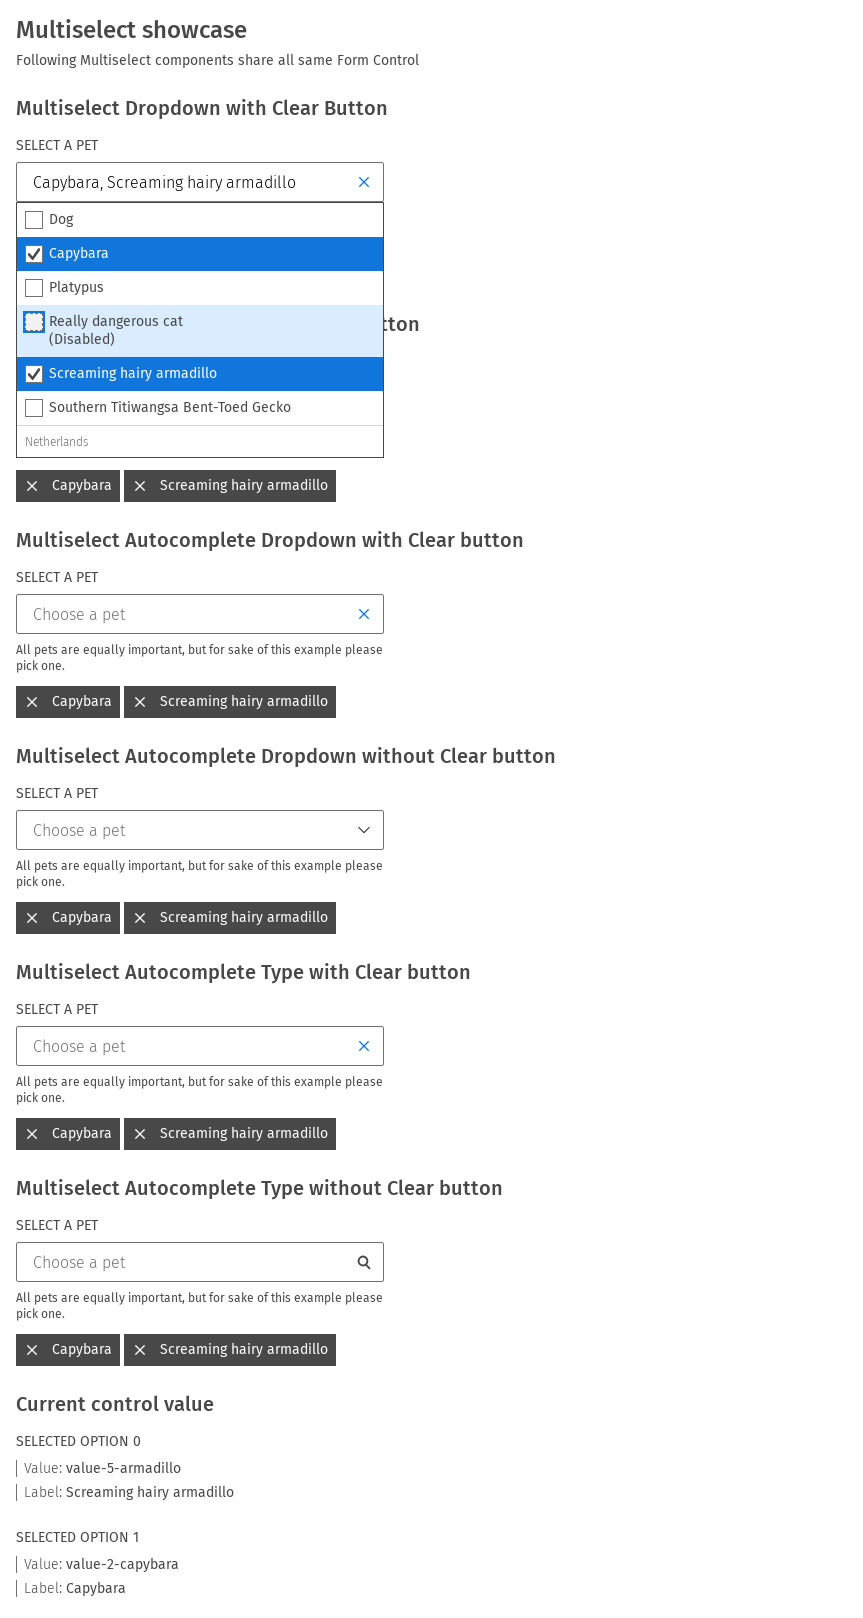 Multiselect showcase
Following Multiselect components share all same Form Control
Multiselect Dropdown with Clear Button
SELECT A PET
Capybara, Screaming hairy armadillo
Dog
Capybara
Platypus
Really dangerous cat
(Disabled)
Screaming hairy armadillo
Southern Titiwangsa Bent-Toed Gecko
Netherlands
Capybara Screaming hairy armadillo
Multiselect Autocomplete Dropdown with Clear button
SELECT A PET
Choose a pet
All pets are equally important, but for sake of this example please
pick one.
Capybara Screaming hairy armadillo
Multiselect Autocomplete Dropdown without Clear button
SELECT A PET
Choose a pet
All pets are equally important, but for sake of this example please
pick one.
Capybara Screaming hairy armadillo
Multiselect Autocomplete Type with Clear button
SELECT A PET
Choose a pet
All pets are equally important, but for sake of this example please
pick one.
Capybara Screaming hairy armadillo
Multiselect Autocomplete Type without Clear button
SELECT A PET
Choose a pet
All pets are equally important, but for sake of this example please
pick one.
Capybara Screaming hairy armadillo
Current control value
SELECTED OPTION 0
Value: value-5-armadillo
Label: Screaming hairy armadillo
SELECTED OPTION 1
Value: value-2-capybara
Label: Capybara